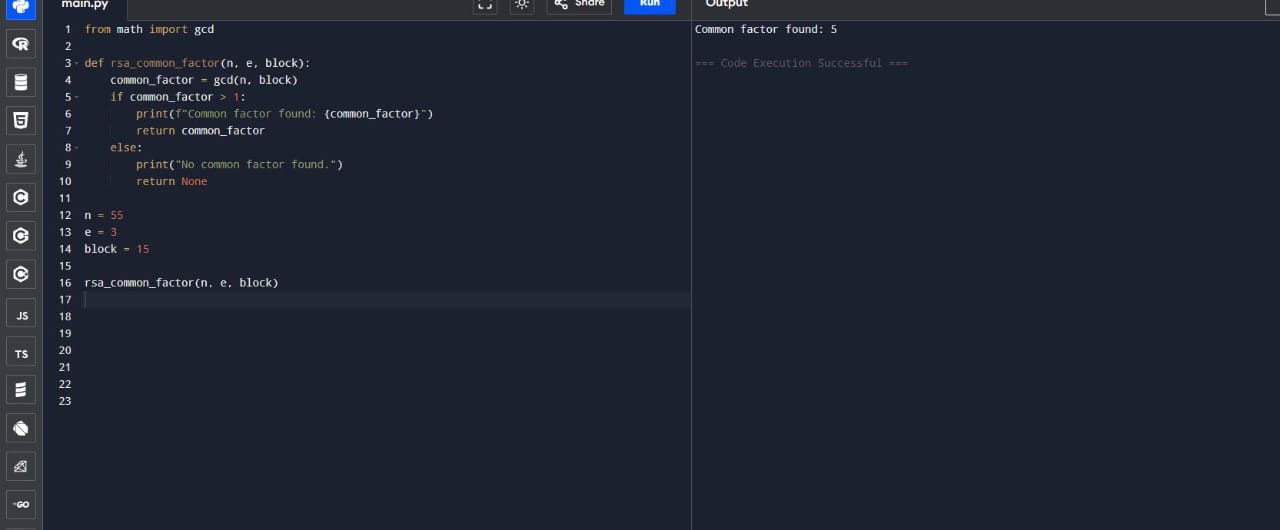 main.py
Share
Run
Output
1 from math import gcd
2
3 def rsa_common_factor(n, e, block):
4 common_factor = gcd(n, block)
5 if common_factor > 1:
6 print(f"Common factor found: {common_factor}")
7 return common_factor
8 else:
9 print("No common factor found.")
10 return None
11
12 n = 55
13 e = 3
14 block = 15
15
16 rsa_common_factor(n, e, block)
17
18
19
20
21
22
23
Common factor found: 5
=== Code Execution Successful ===
JS
TS
GO